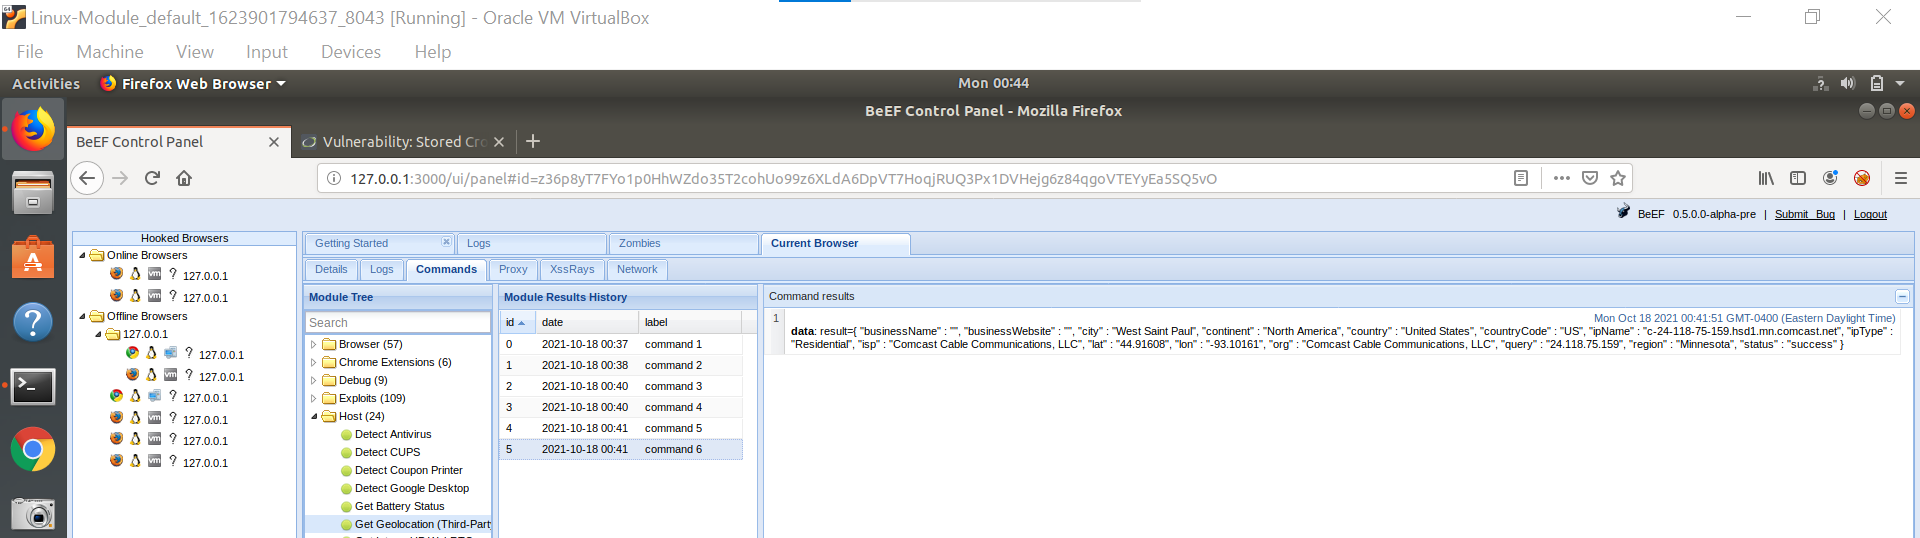 Linux-Module_default_1623901794637_8043 [Running] - Oracle VM VirtualBox
File Machine View Input Devices Help
Activities Firefox Web Browser Mon 00:44
BeEF Control Panel - Mozilla Firefox
BeEF Control Panel Vulnerability: Stored Cro
127.0.0.1:3000/ui/panel#id=z36p8yT7FYo1p0HhWZdo35T2cohUo99z6XLdA6DpVT7HoqjRUQ3Px1DVHejg6z84qgoVTEYyEa5SQ5vO
BeEF 0.5.0.0-alpha-pre | Submit Bug | Logout
Hooked Browsers
Online Browsers
? 127.0.0.1
? 127.0.0.1
Offline Browsers
127.0.0.1
? 127.0.0.1
? 127.0.0.1
? 127.0.0.1
? 127.0.0.1
? 127.0.0.1
? 127.0.0.1
Getting Started Logs Zombies Current Browser
Details Logs Commands Proxy XssRays Network
Module Tree
Search
Browser (57)
Chrome Extensions (6)
Debug (9)
Exploits (109)
Host (24)
Detect Antivirus
Detect CUPS
Detect Coupon Printer
Detect Google Desktop
Get Battery Status
Get Geolocation (Third-Party
Module Results History
id date label
0 2021-10-18 00:37 command 1
1 2021-10-18 00:38 command 2
2 2021-10-18 00:40 command 3
3 2021-10-18 00:40 command 4
4 2021-10-18 00:41 command 5
5 2021-10-18 00:41 command 6
Command results
1 Mon Oct 18 2021 00:41:51 GMT-0400 (Eastern Daylight Time)
data: result={ "businessName" : "", "businessWebsite" : "", "city" : "West Saint Paul", "continent" : "North America", "country" : "United States", "countryCode" : "US", "ipName" : "c-24-118-75-159.hsd1.mn.comcast.net", "ipType" :
"Residential", "isp" : "Comcast Cable Communications, LLC", "lat" : "44.91608", "lon" : "-93.10161", "org" : "Comcast Cable Communications, LLC", "query" : "24.118.75.159", "region" : "Minnesota", "status" : "success" }